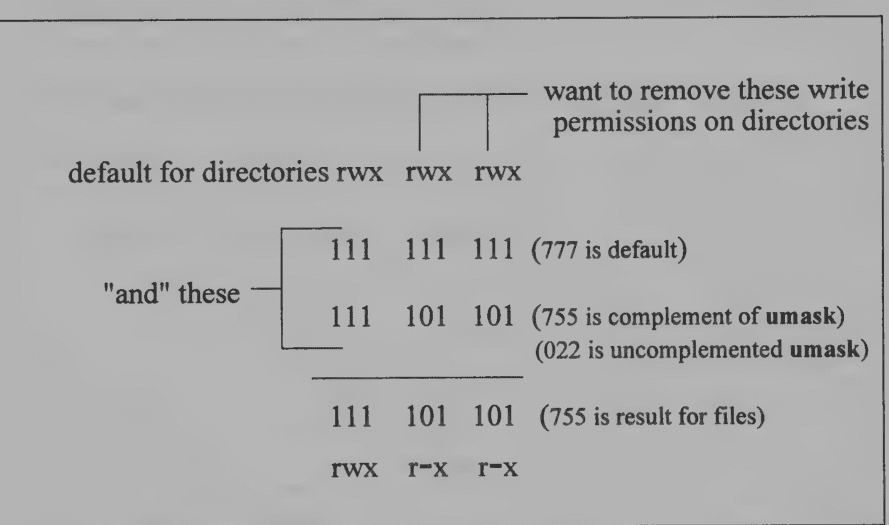 want to remove these write
permissions on directories
default for directories rwx rwx rwx
111 111 111 (777 is default)
"and" these
111 101 101 (755 is complement of umask)
(022 is uncomplemented umask)
111 101 101 (755 is result for files)
rwx r-x r-x